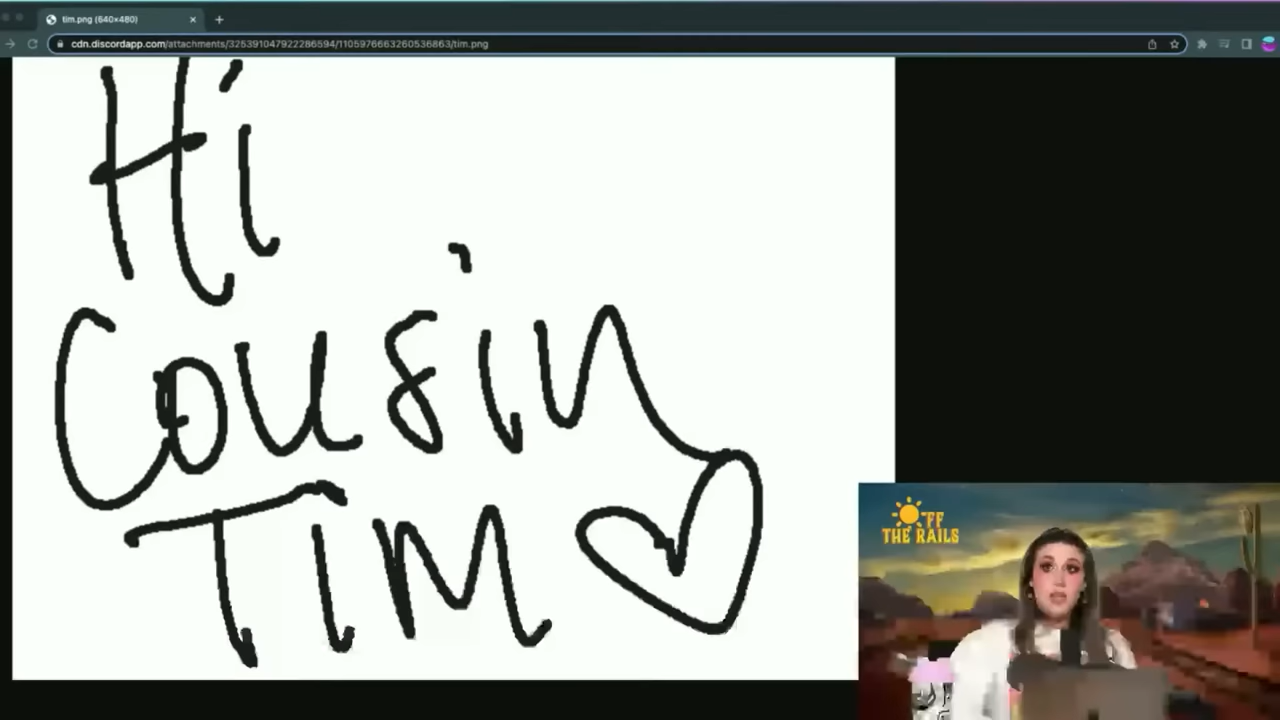 tim.png (640×480)
cdn.discordapp.com/attachments/325391047922286594/1105976663260536863/tim.png
Hi
Cousin
Tim
OFF
THE RAILS